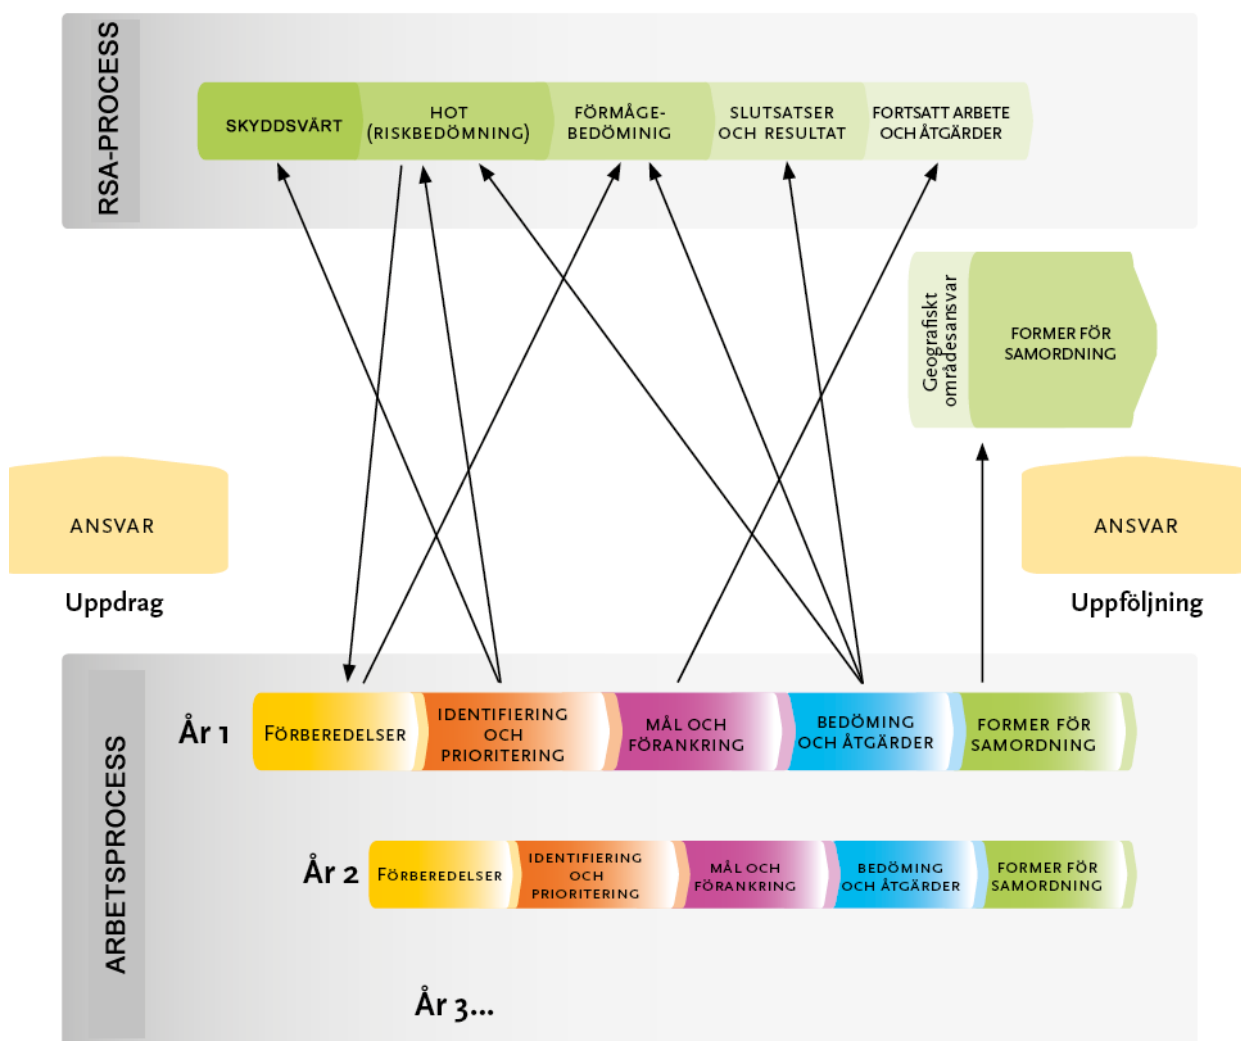 RSA-PROCESS
SKYDDSVÄRT
HOT
(RISKBEDÖMNING)
FÖRMÅGE-
BEDÖMINIG
SLUTSATSER
OCH RESULTAT
FORTSATT ARBETE
OCH ÅTGÄRDER
Geografiskt
områdesansvar
FORMER FÖR
SAMORDNING
ANSVAR
Uppdrag
ANSVAR
Uppföljning
ARBETSPROCESS
År 1
FÖRBEREDELSER
IDENTIFIERING
OCH
PRIORITERING
MÅL OCH
FÖRANKRING
BEDÖMING
OCH ÅTGÄRDER
FORMER FÖR
SAMORDNING
År 2
FÖRBEREDELSER
IDENTIFIERING
OCH
PRIORITERING
MÅL OCH
FÖRANKRING
BEDÖMING
OCH ÅTGÄRDER
FORMER FÖR
SAMORDNING
År 3...